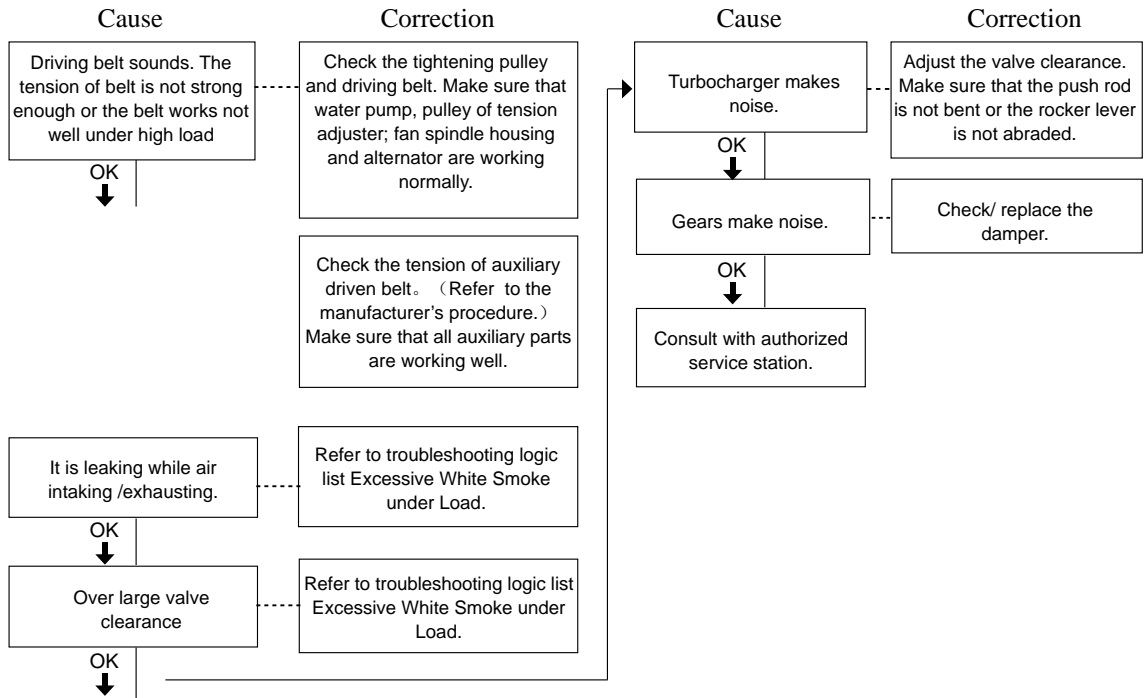 Cause
Correction
Driving belt sounds. The
tension of belt is not strong
enough or the belt works not
well under high load
Check the tightening pulley
and driving belt. Make sure that
water pump, pulley of tension
adjuster; fan spindle housing
and alternator are working
normally.
OK
Check the tension of auxiliary
driven belt。（Refer to the
manufacturer's procedure.）
Make sure that all auxiliary parts
are working well.
It is leaking while air
intaking /exhausting.
Refer to troubleshooting logic
list Excessive White Smoke
under Load.
OK
Over large valve
clearance
Refer to troubleshooting logic list
Excessive White Smoke under
Load.
OK
Cause
Correction
Turbocharger makes
noise.
Adjust the valve clearance.
Make sure that the push rod
is not bent or the rocker lever
is not abraded.
OK
Gears make noise.
Check/ replace the
damper.
OK
Consult with authorized
service station.